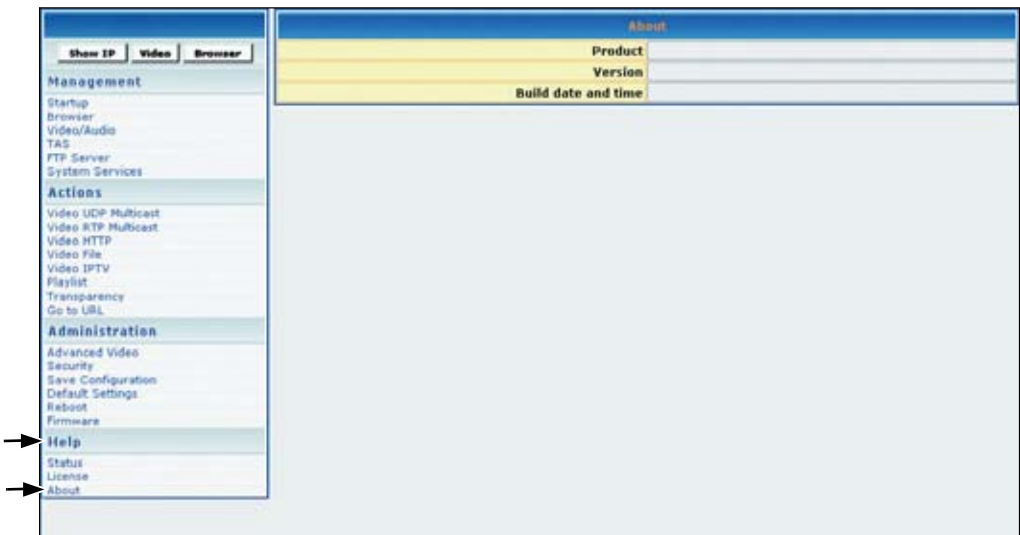 Show IP Video Browser
Management
Startup
Browser
Video/Audio
TAS
FTP Server
System Services
Actions
Video UDP Multicast
Video RTP Multicast
Video HTTP
Video File
Video IPTV
Playlist
Transparency
Go to URL
Administration
Advanced Video
Security
Save Configuration
Default Settings
Reboot
Firmware
Help
Status
License
About
About
Product
Version
Build date and time